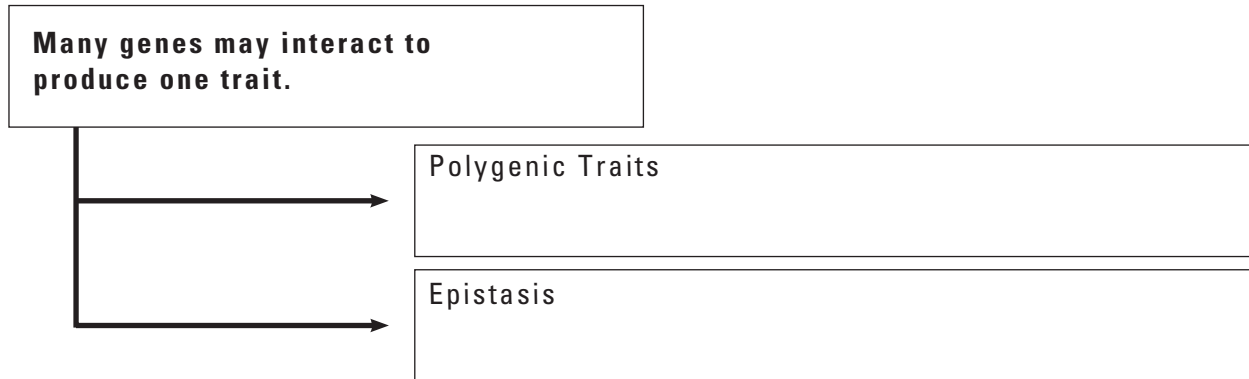 Many genes may interact to
produce one trait.
Polygenic Traits
Epistasis